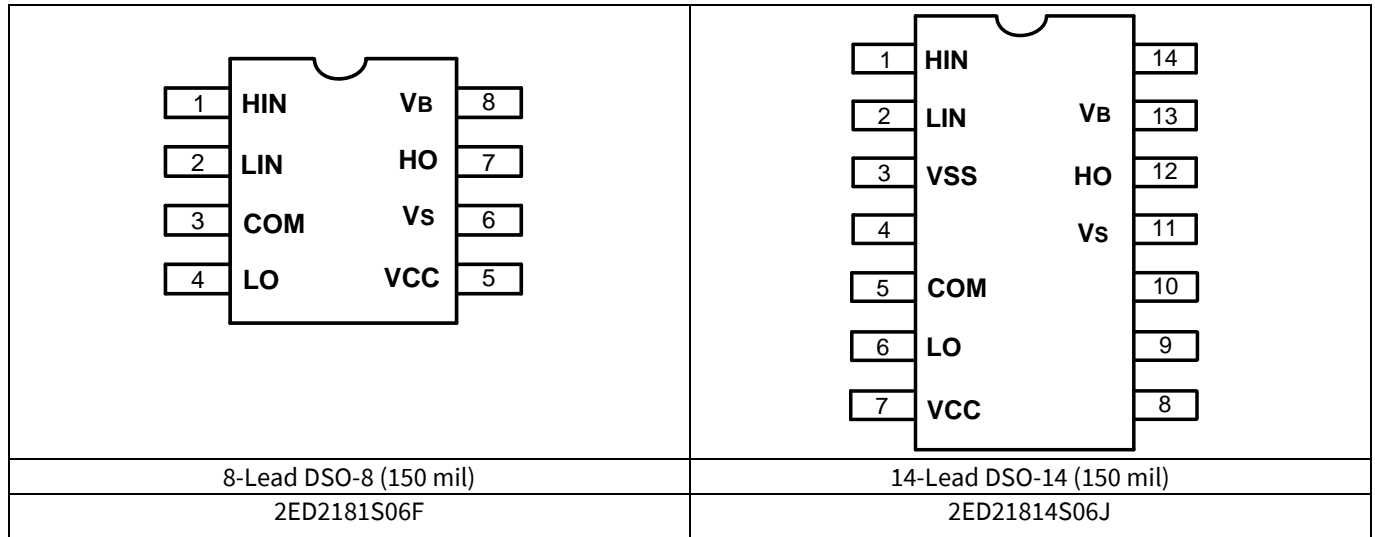 1 HIN VB 8
2 LIN HO 7
3 COM VS 6
4 LO VCC 5
8-Lead DSO-8 (150 mil)
2ED2181S06F
1 HIN 14
2 LIN VB 13
3 VSS HO 12
4 VS 11
5 COM 10
6 LO 9
7 VCC 8
14-Lead DSO-14 (150 mil)
2ED21814S06J